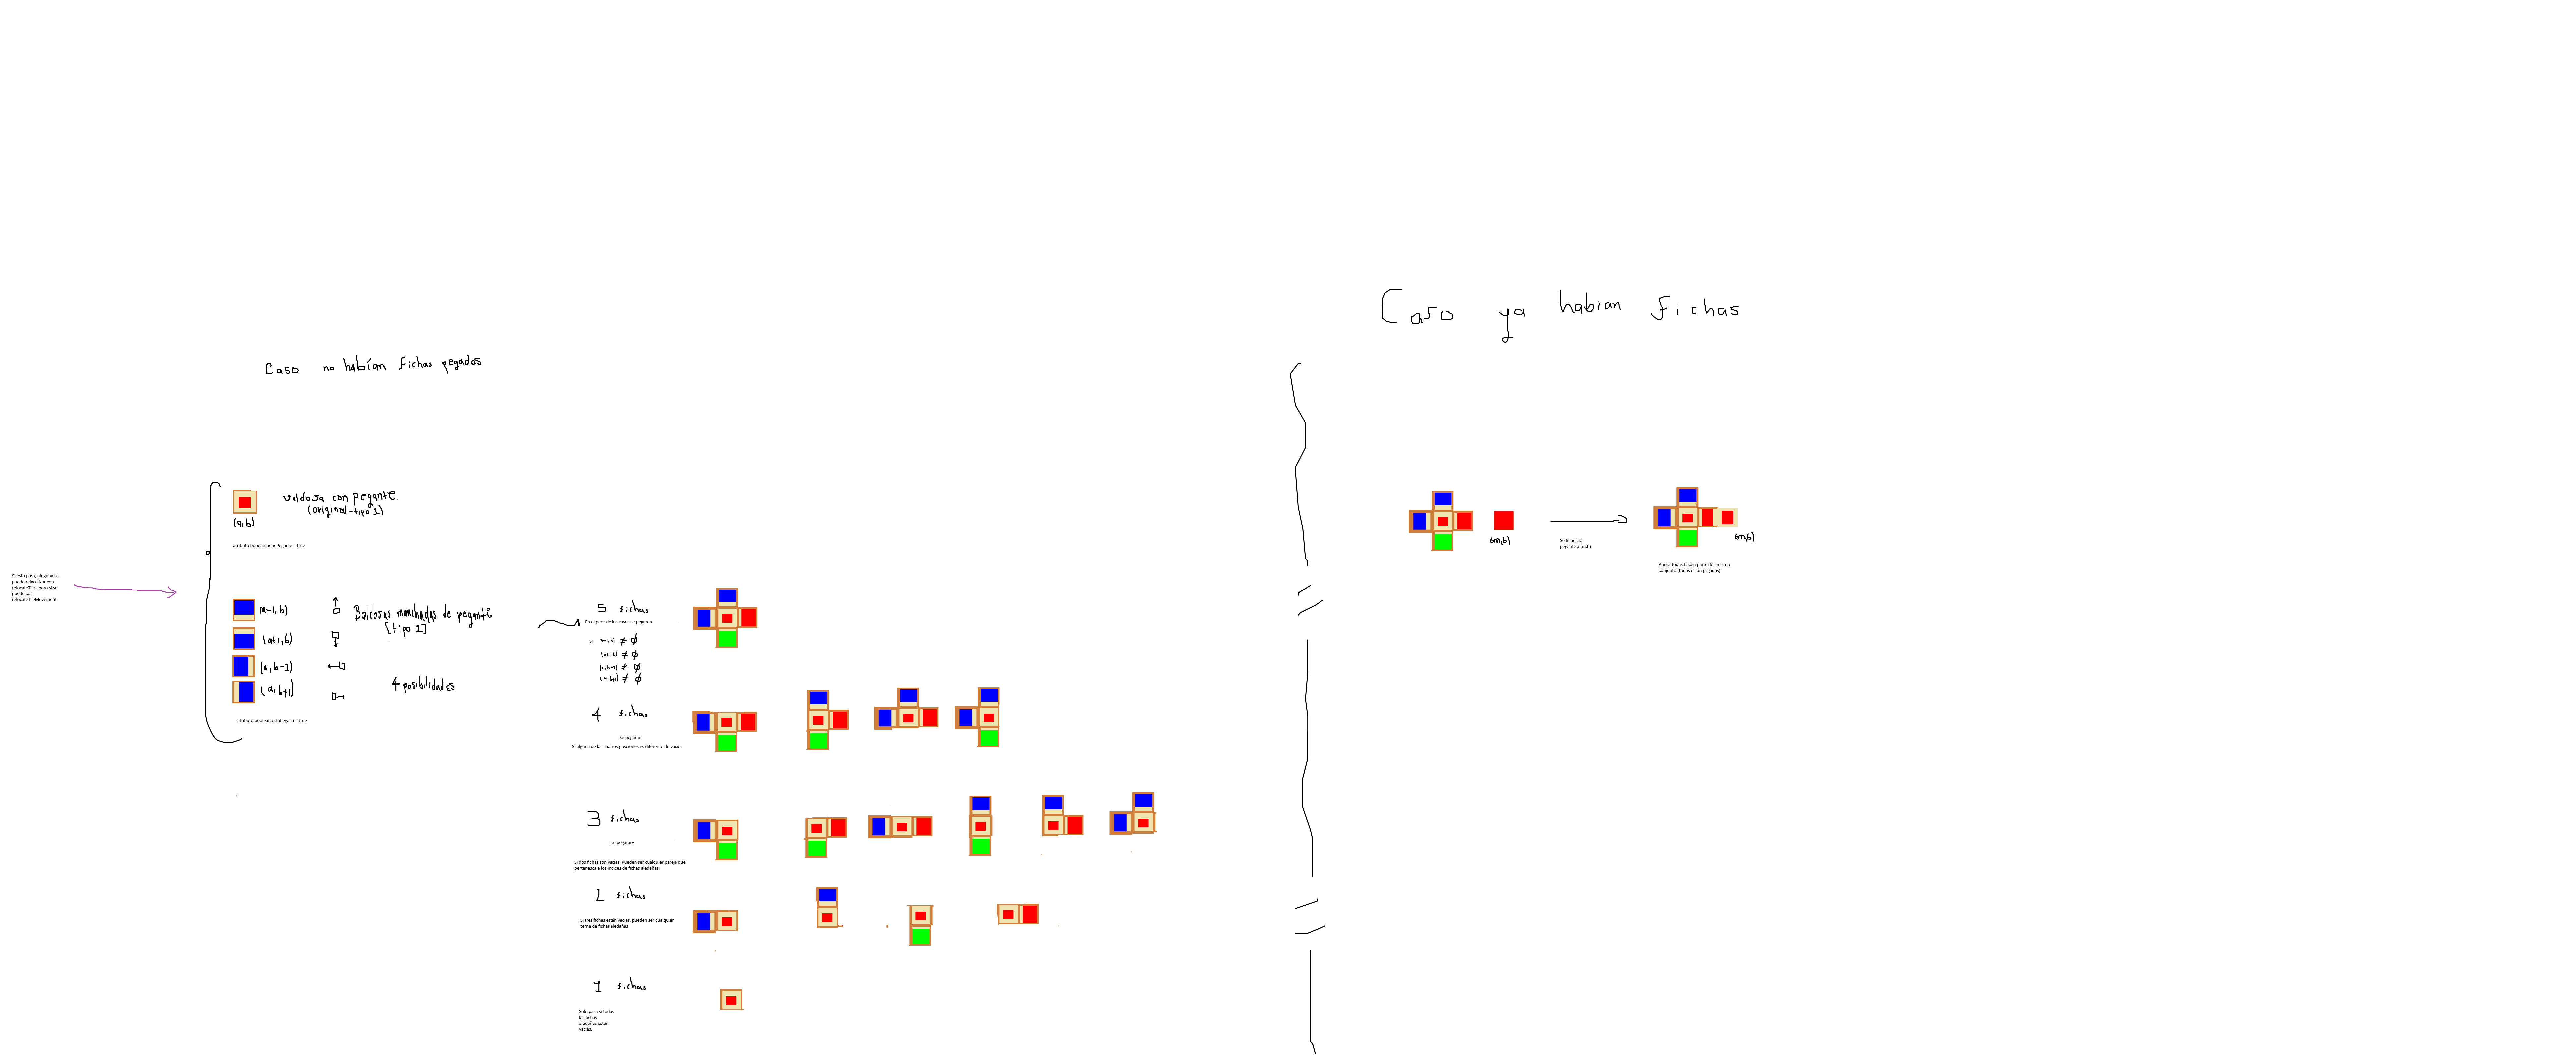 Caso no habían fichas pegadas
valdosa con pegante
(original-tipo 1)
(a,b)
atributo booean tienePegante = true
Si esto pasa, ninguna se
puede relocalizar con
relocateTile - pero si se
puede con
relocateTileMovement
(a-1,b)
(a+1,b)
(a,b-1)
(a,b+1)
Baldosas manchadas de pegante
[tipo 2]
4 posibilidades
atributo boolean estaPegada = true
5 fichas
En el peor de los casos se pegaran
Si (a-1,b) ≠ ∅
(a+1,b) ≠ ∅
(a,b-1) ≠ ∅
(a,b+1) ≠ ∅
4 fichas
se pegaran
Si alguna de las cuatros posiciones es diferente de vacio.
3 fichas
se pegaran
Si dos fichas son vacias. Pueden ser cualquier pareja que
pertenesca a los indices de fichas aledañas.
2 fichas
Si tres fichas están vacias, pueden ser cualquier
terna de fichas aledañas
1 fichas
Solo pasa si todas
las fichas
aledañas están
vacias.
Caso ya habian fichas
(m,b)
Se le hecho
pegante a (m,b)
(m,b)
Ahora todas hacen parte del mismo
conjunto (todas están pegadas)